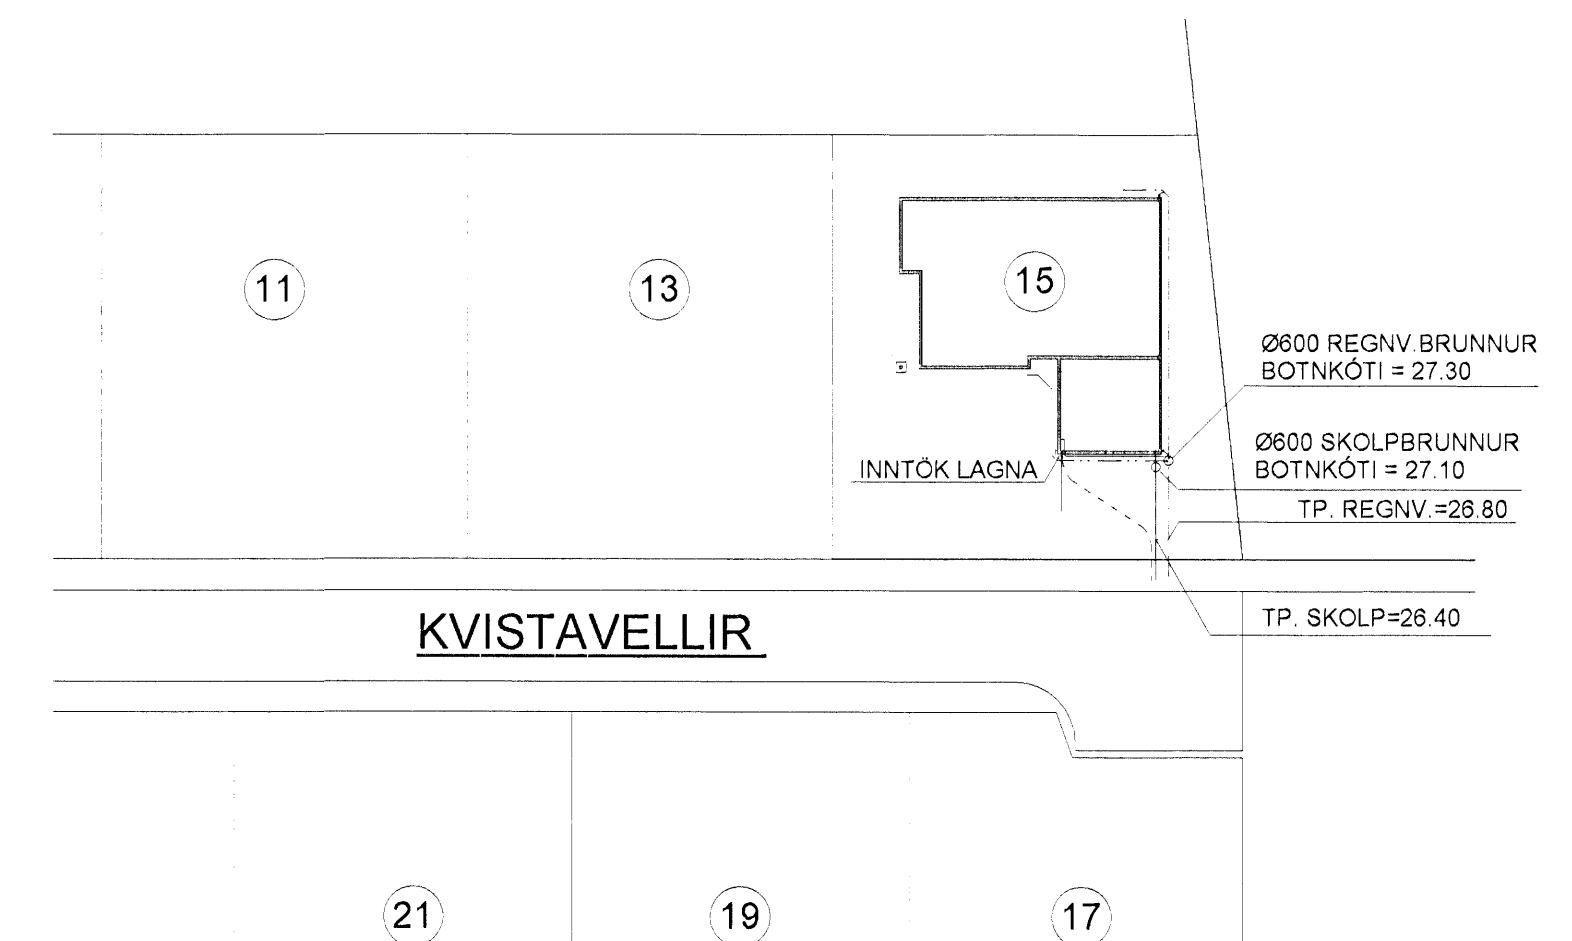 11
13
15
Ø600 REGNV.BRUNNUR
BOTNKÓTI = 27.30
Ø600 SKOLPBRUNNUR
BOTNKÓTI = 27.10
INNTÖK LAGNA
TP. REGNV.=26.80
TP. SKOLP=26.40
KVISTAVELLIR
21
19
17